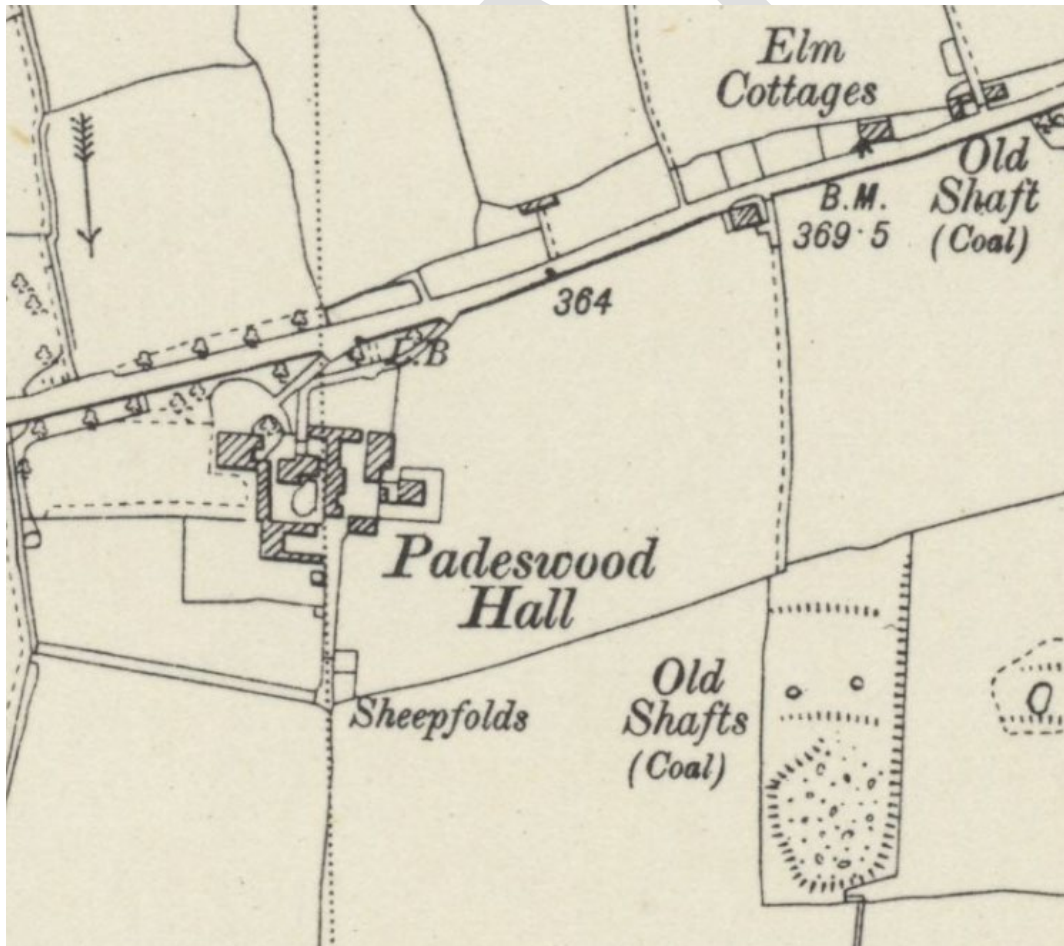 Elm
Cottages
Old
Shaft
(Coal)
B.M.
369·5
364
L.B
Padeswood
Hall
Sheepfolds
Old
Shafts
(Coal)